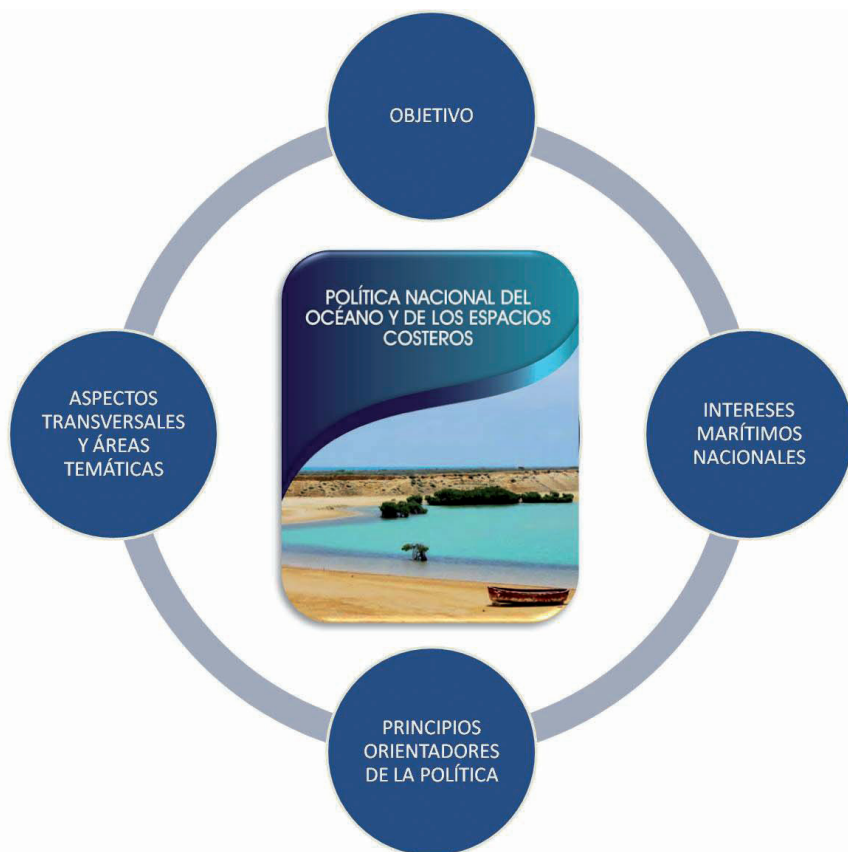 OBJETIVO
POLÍTICA NACIONAL DEL
OCÉANO Y DE LOS ESPACIOS
COSTEROS
ASPECTOS
TRANSVERSALES
Y ÁREAS
TEMÁTICAS
INTERESES
MARÍTIMOS
NACIONALES
PRINCIPIOS
ORIENTADORES
DE LA POLÍTICA